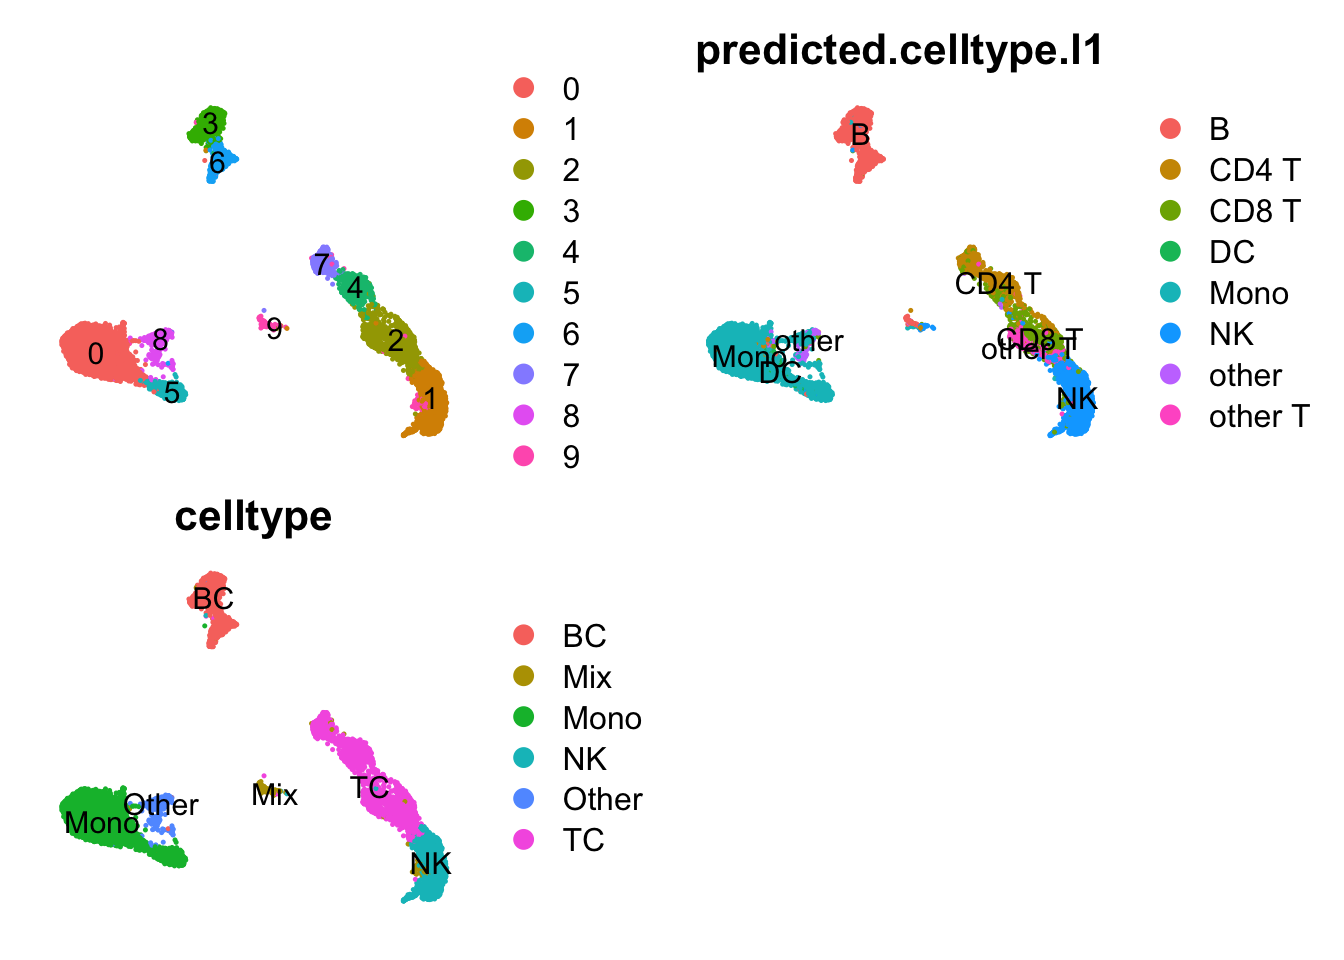 3
6
7
4
9
2
8
0
5
1
0
1
2
3
4
5
6
7
8
9
predicted.celltype.l1
B
CD4 T
CD8 T
other
other T
Mono
DC
NK
B
CD4 T
CD8 T
DC
Mono
NK
other
other T
celltype
BC
TC
Mix
Other
Mono
NK
BC
Mix
Mono
NK
Other
TC